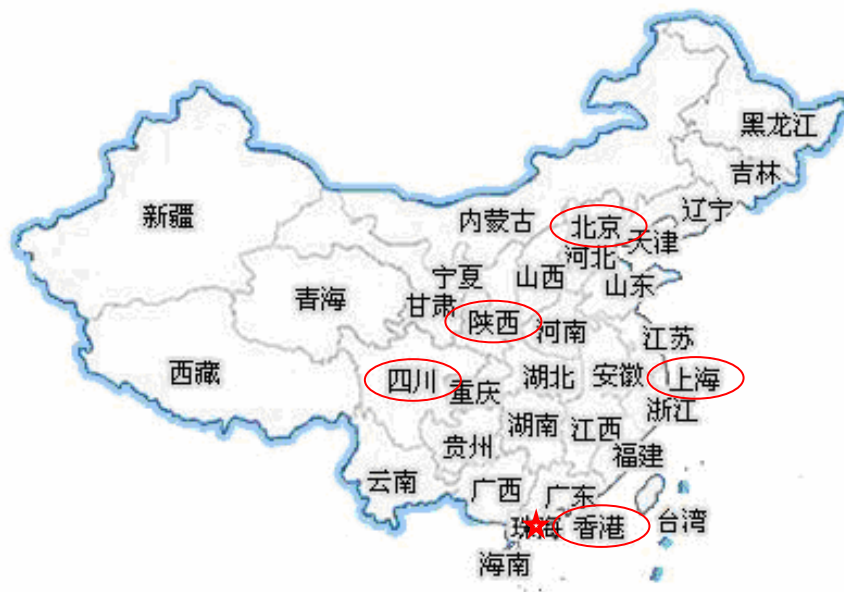 黑龙江
吉林
辽宁
内蒙古
北京
天津
新疆
河北
宁夏
山西
山东
青海
甘肃
陕西
河南
江苏
西藏
四川
重庆
湖北
安徽
上海
浙江
贵州
湖南
江西
福建
云南
广西
广东
台湾
珠海
香港
海南